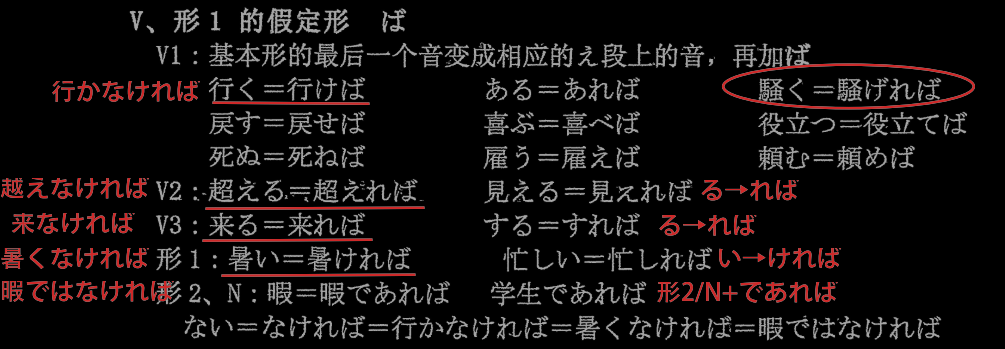 V、形1 的假定形 ば
V1：基本形的最后一个音变成相应的え段上的音，再加ば
行かなければ 行く＝行けば ある＝あれば 騒く＝騒げれば
戻す＝戻せば 喜ぶ＝喜べば 役立つ＝役立てば
死ぬ＝死ねば 雇う＝雇えば 頼む＝頼めば
越えなければ V2：超える＝超えれば 見える＝見えれば る→れば
来なければ V3：来る＝来れば する＝すれば る→れば
暑くなければ 形1：暑い＝暑ければ 忙しい＝忙しれば い→ければ
暇ではなければ 形2、N：暇＝暇であれば 学生であれば 形2/N+であれば
ない＝なければ＝行かなければ＝暑くなければ＝暇ではなければ